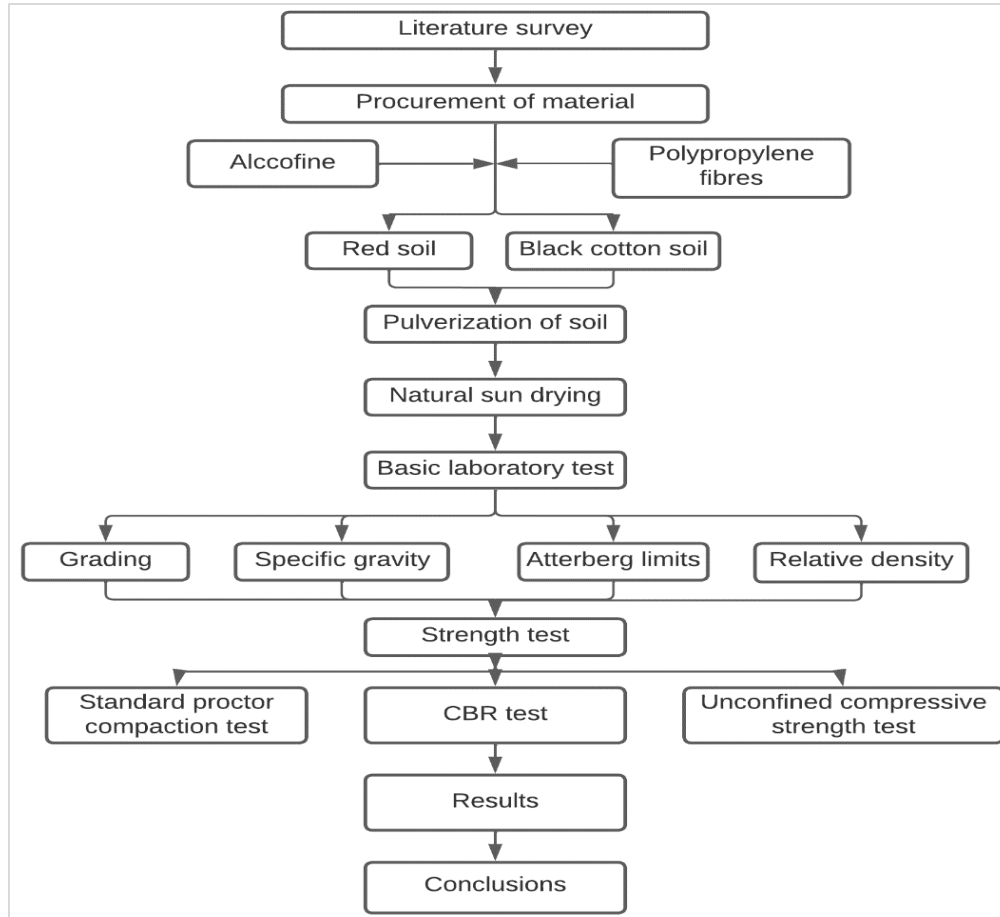 Literature survey
Procurement of material
Alccofine
Polypropylene
fibres
Red soil
Black cotton soil
Pulverization of soil
Natural sun drying
Basic laboratory test
Grading
Specific gravity
Atterberg limits
Relative density
Strength test
Standard proctor
compaction test
CBR test
Unconfined compressive
strength test
Results
Conclusions